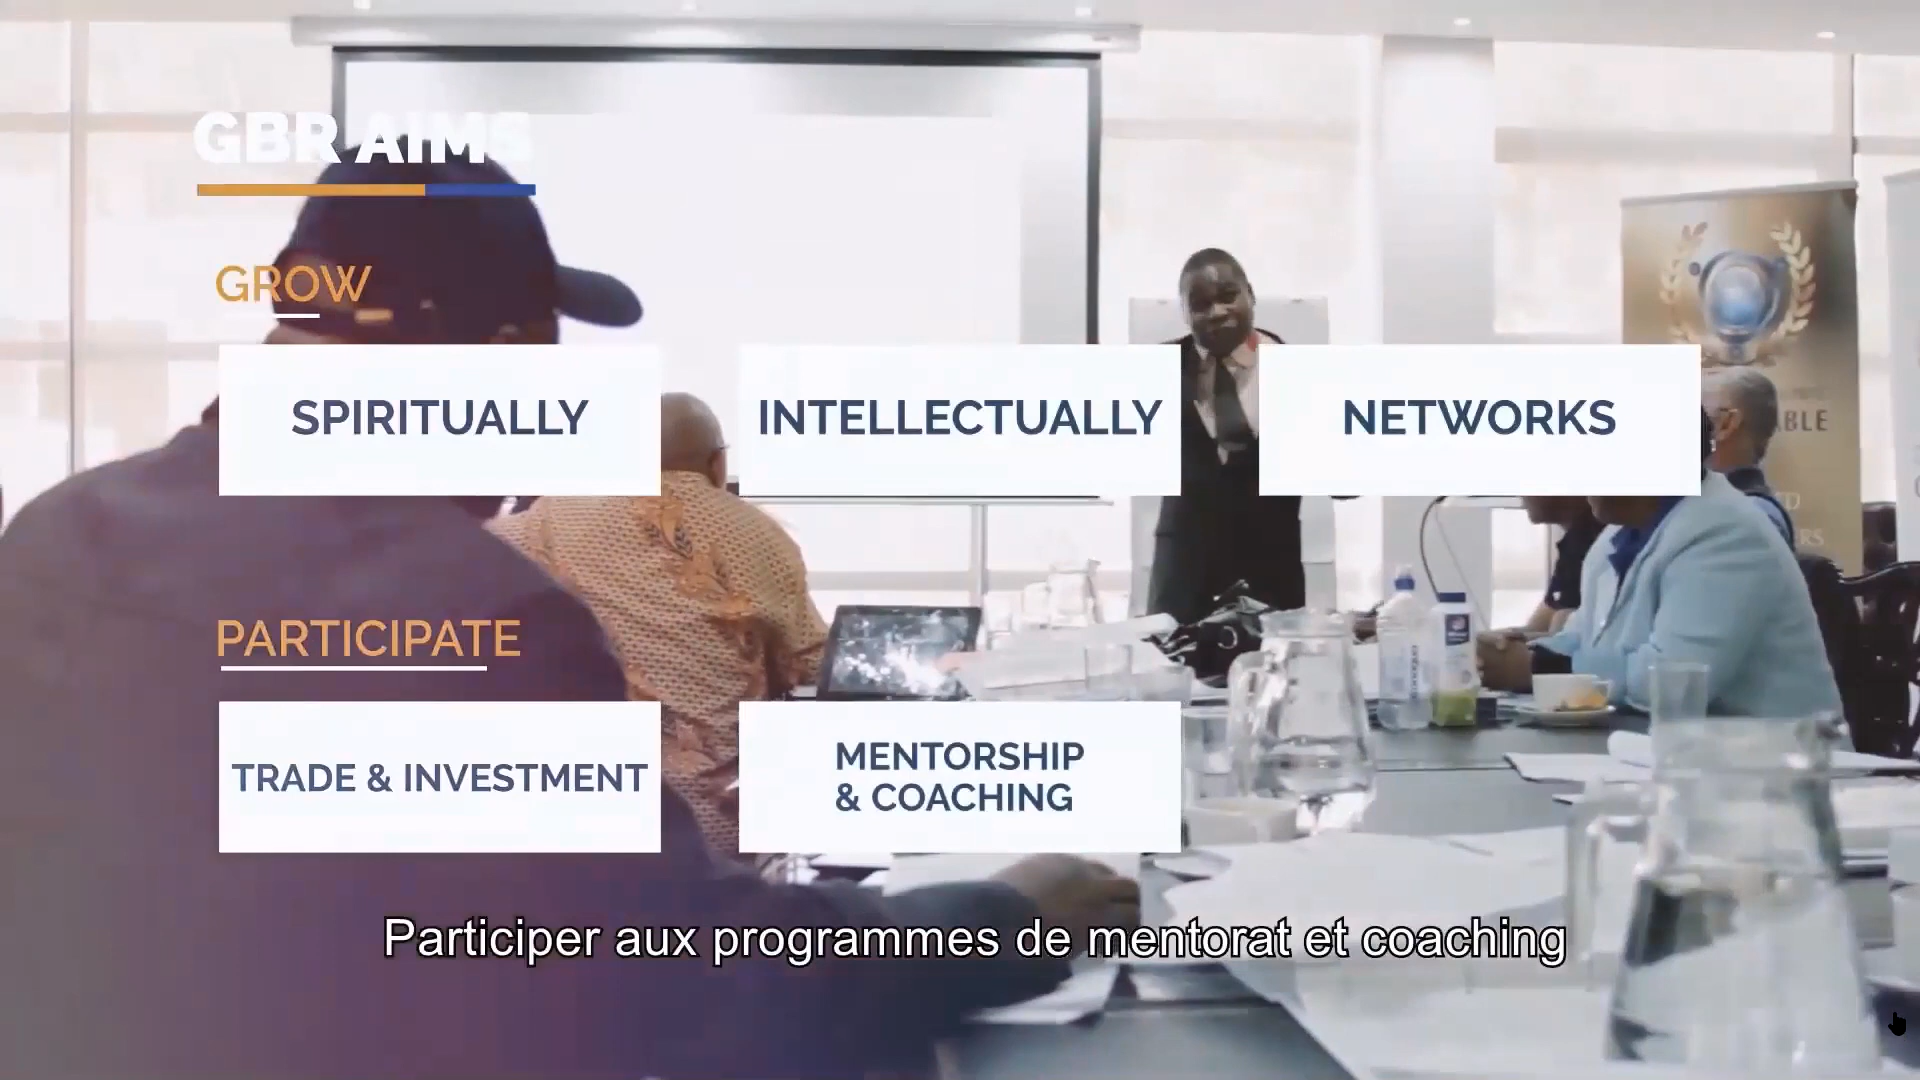 GBR AIMS
GROW
SPIRITUALLY
INTELLECTUALLY
NETWORKS
PARTICIPATE
TRADE & INVESTMENT
MENTORSHIP
& COACHING
Participer aux programmes de mentorat et coaching